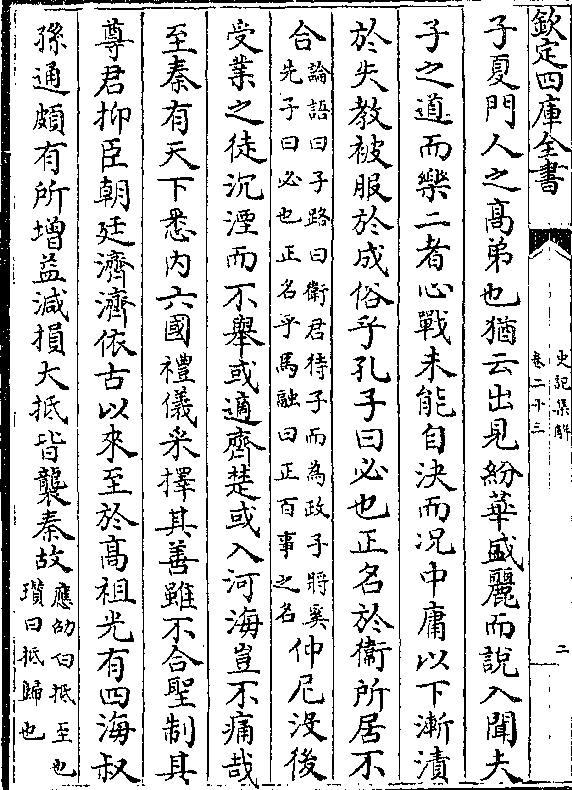 欽定四庫全書
史記集解
卷二十三
二
子夏門人之髙弟也猶云出見紛華盛麗而說入聞夫
子之道而樂二者心戰未能自決而况中庸以下漸漬
於失教被服於成俗乎孔子曰必也正名於衛所居不
合論語曰子路曰衛君待子而為政子將奚先子曰必也正名乎馬融曰正百事之名仲尼没後
受業之徒沉湮而不舉或適齊楚或入河海豈不痛哉
至秦有天下悉内六國禮儀采擇其善雖不合聖制其
尊君抑臣朝廷濟濟依古以來至於髙祖光有四海叔
孫通頗有所增益減損大抵皆襲秦故應劭曰抵至也瓚曰抵歸也